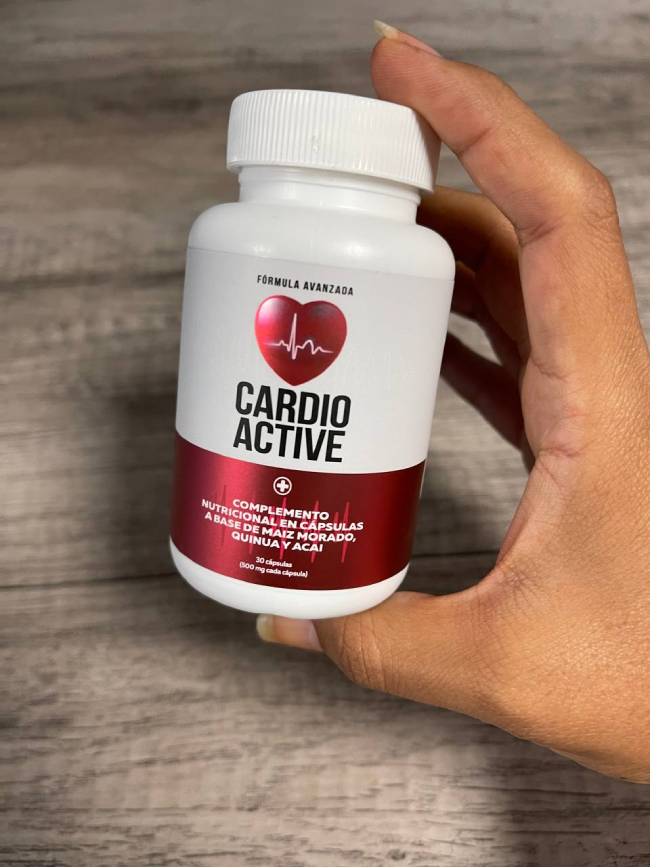 FÓRMULA AVANZADA
CARDIO
ACTIVE
COMPLEMENTO
NUTRICIONAL EN CÁPSULAS
A BASE DE MAIZ MORADO,
QUINUA Y ACAI
30 cápsulas
(500 mg cada cápsula)